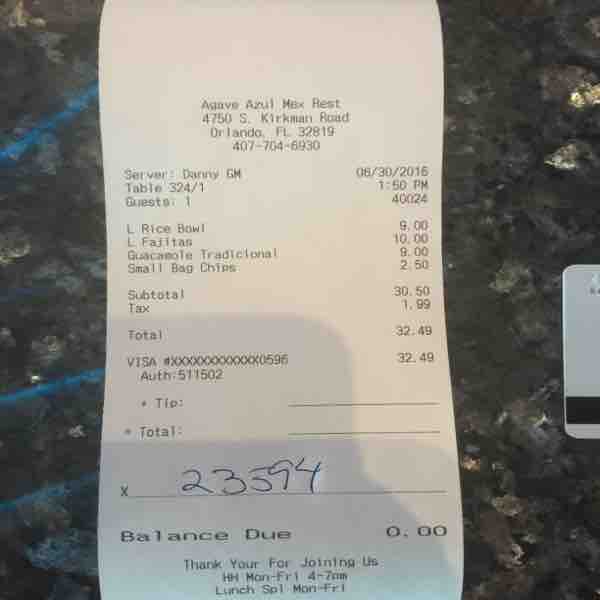 Agave Azul Mex Rest
4750 S. Kirkman Road
Orlando, FL 32819
407-704-6930
Server: Danny GM 06/30/2016
Table 324/1 1:50 PM
Guests: 1 40024
L Rice Bowl 9.00
L Fajitas 10.00
Guacamole Tradicional 9.00
Small Bag Chips 2.50
Subtotal 30.50
Tax 1.99
Total 32.49
VISA #XXXXXXXXXXXX0596 32.49
Auth:511502
* Tip:
* Total:
X 23594
Balance Due 0.00
Thank Your For Joining Us
HH Mon-Fri 4-7pm
Lunch Spl Mon-Fri